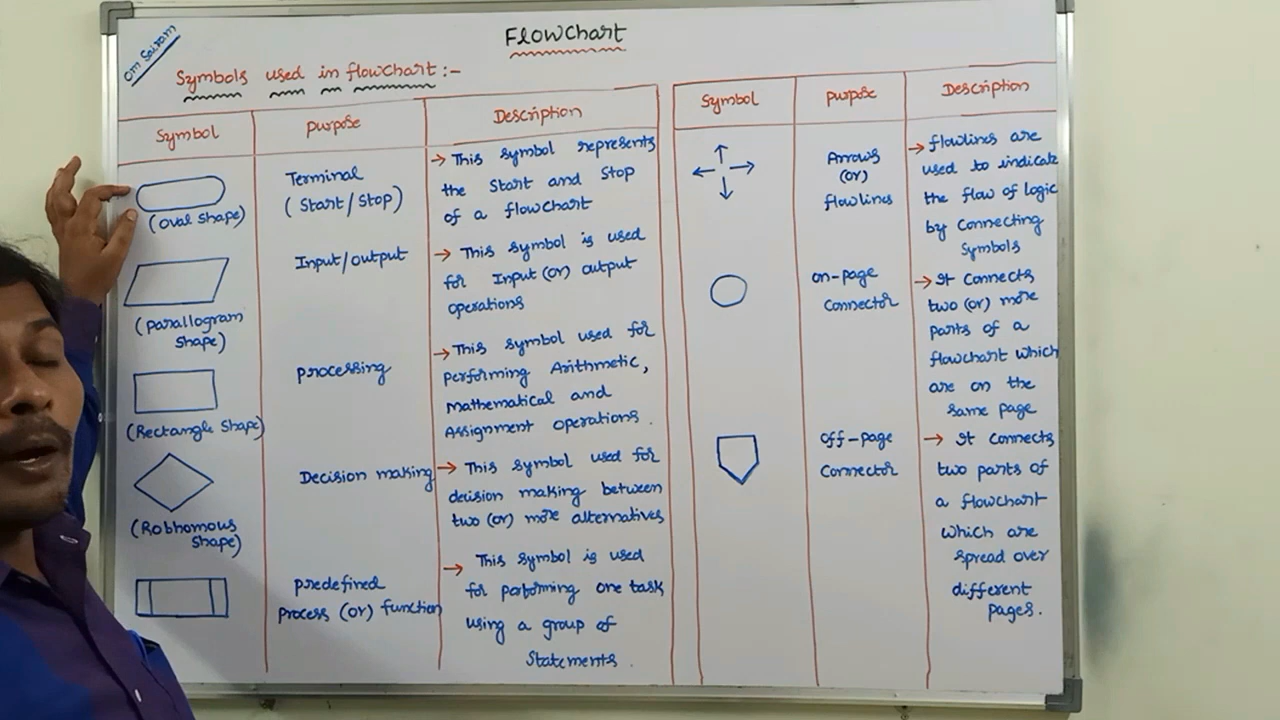 Om Sairam
Flowchart
Symbols used in flowchart :-
Symbol
Purpose
Description
(Oval Shape)
Terminal
(Start/Stop)
→ This symbol represents
the Start and Stop
of a flowchart
(parallogram
Shape)
Input/output
→ This symbol is used
for Input (or) output
operations
(Rectangle Shape)
processing
→ This symbol used for
performing Arithmetic,
Mathematical and
Assignment operations.
(Robhomous
Shape)
Decision making
→ This symbol used for
decision making between
two (or) more alternatives
predefined
process (or) function
→ This symbol is used
for performing one task
using a group of
Statements.
Symbol
Purpose
Description
Arrows
(or)
flowlines
→ flowlines are
used to indicate
the flow of logic
by connecting
symbols
on-page
Connector
→ It connects
two (or) more
parts of a
flowchart which
are on the
same page
off-page
Connector
→ It connects
two parts of
a flowchart
which are
spread over
different
pages.